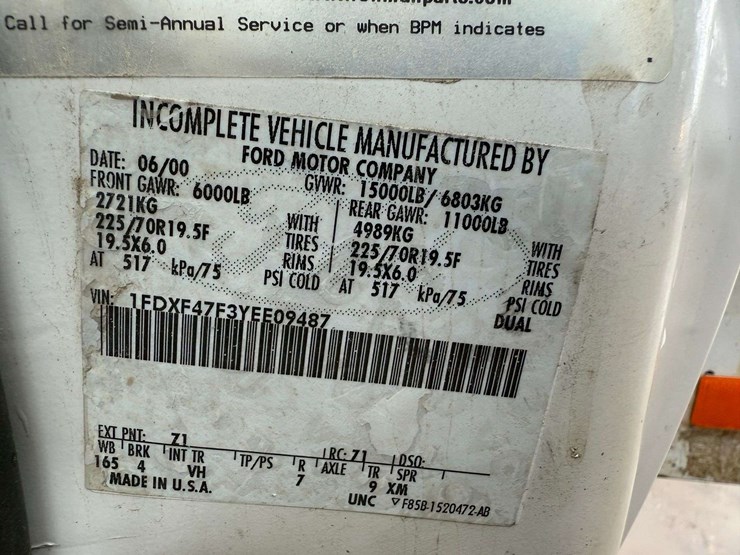 Call for Semi-Annual Service or when BPM indicates
INCOMPLETE VEHICLE MANUFACTURED BY
FORD MOTOR COMPANY
DATE: 06/00 GVWR: 15000LB/ 6803KG
FRONT GAWR: 6000LB REAR GAWR: 11000LB
2721KG WITH 4989KG WITH
225/70R19.5F TIRES 225/70R19.5F TIRES
19.5X6.0 RIMS 19.5X6.0 RIMS
AT 517 kPa/75 PSI COLD AT 517 kPa/75 PSI COLD
DUAL
VIN: 1FDXF47F3YEE09487
EXT PNT: Z1 RC: 71 DSO:
WB BRK INT TR TP/PS R AXLE TR SPR
165 4 VH 7 9 XM
MADE IN U.S.A. UNC
F85B-1520472-AB